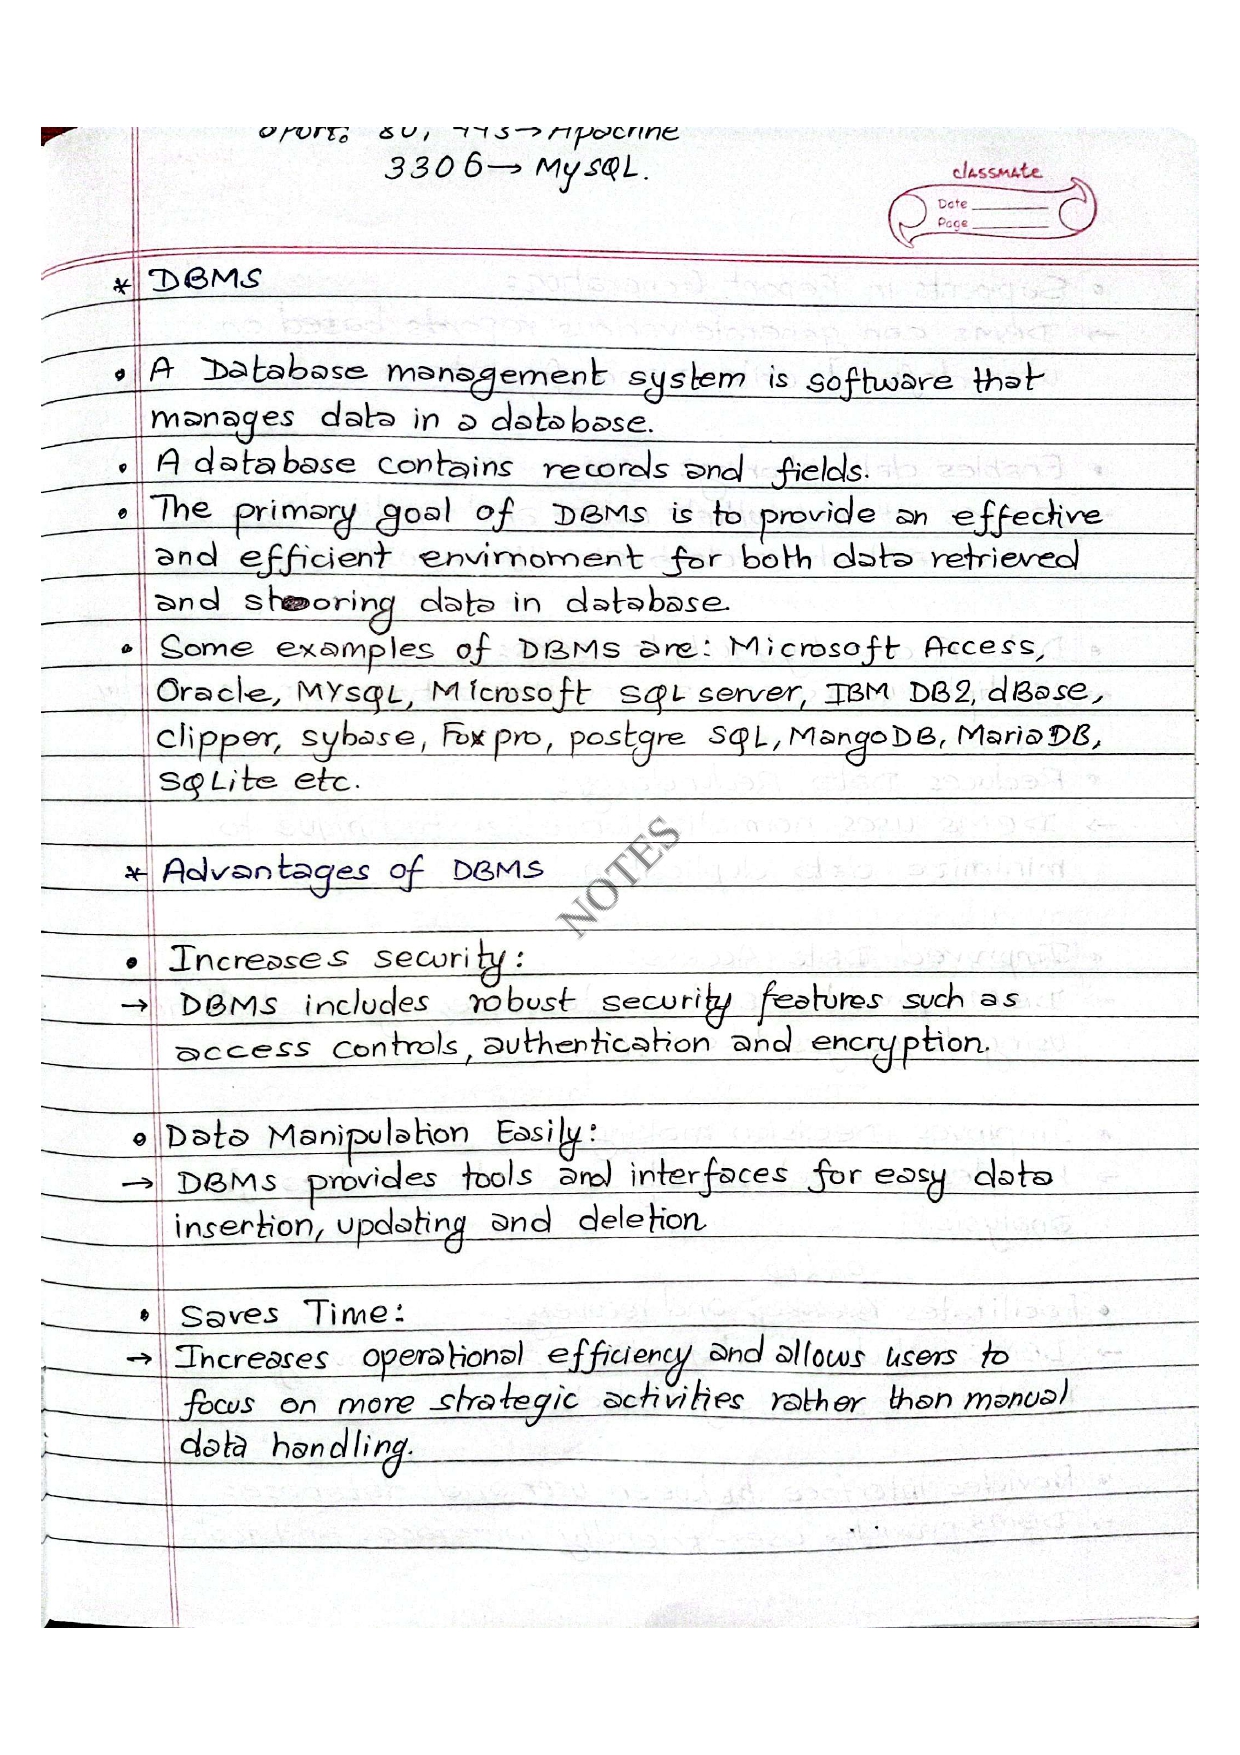 Port: 80, 443→Apachhe
3306→ MySQL.
classmate
Date
Page
* DBMS
• A Database management system is software that
manages data in a database.
• A database contains records and fields.
• The primary goal of DBMS is to provide an effective
and efficient envirnoment for both data retrieved
and storing data in database.
• Some examples of DBMS are: Microsoft Access,
Oracle, MYSQL, Microsoft SQL server, IBM DB2, dBase,
clipper, sybase, Foxpro, postgre SQL, MangoDB, MariaDB,
SQLite etc.
NOTES
* Advantages of DBMS
• Increases security:
→ DBMS includes robust security features such as
access controls, authentication and encryption.
• Data Manipulation Easily:
→ DBMS provides tools and interfaces for easy data
insertion, updating and deletion
• Saves Time:
→ Increases operational efficiency and allows users to
focus on more strategic activities rather than manual
data handling.